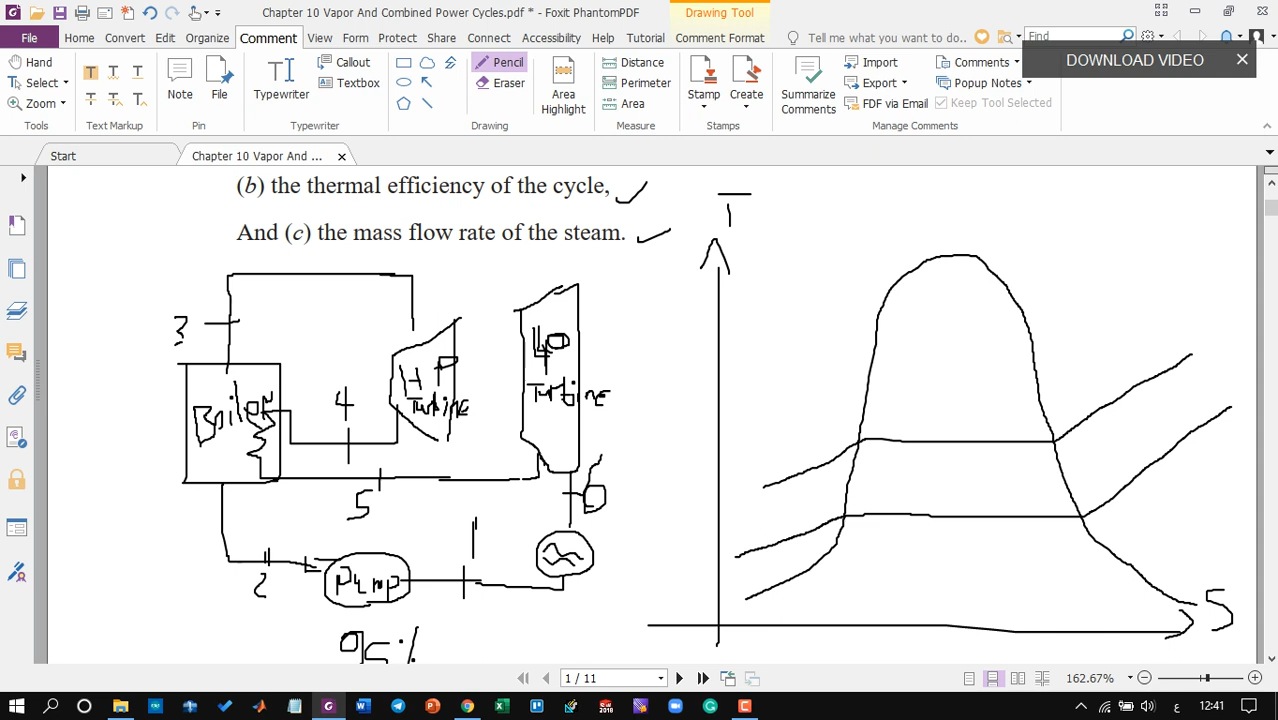 Chapter 10 Vapor And Combined Power Cycles.pdf * - Foxit PhantomPDF
Drawing Tool
File Home Convert Edit Organize Comment View Form Protect Share Connect Accessibility Help Tutorial Comment Format
Tell me what you want to do..
Find
DOWNLOAD VIDEO
Hand
Select
Zoom
Tools
T T T
T T T
Text Markup
Note
File
Pin
Typewriter
Callout
Textbox
Typewriter
Pencil
Eraser
Drawing
Area Highlight
Distance
Perimeter
Area
Measure
Stamp
Create
Stamps
Summarize Comments
Import
Export
FDF via Email
Comments
Popup Notes
Keep Tool Selected
Manage Comments
Start
Chapter 10 Vapor And ...
(b) the thermal efficiency of the cycle,
And (c) the mass flow rate of the steam.
T
3
Boiler
4
HP
Turbine
Turbine
5
6
1
2
Pump
95%
S
1 / 11
162.67%
12:41
ع